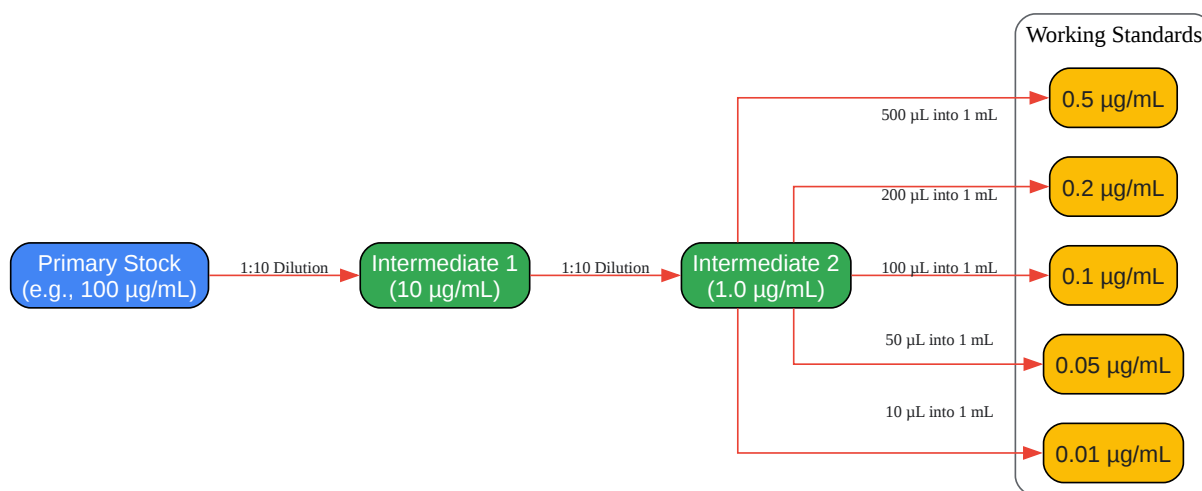 Working Standards
500 µL into 1 mL
0.5 µg/mL
200 µL into 1 mL
0.2 µg/mL
Primary Stock
(e.g., 100 µg/mL)
1:10 Dilution
Intermediate 1
(10 µg/mL)
1:10 Dilution
Intermediate 2
(1.0 µg/mL)
100 µL into 1 mL
0.1 µg/mL
50 µL into 1 mL
0.05 µg/mL
10 µL into 1 mL
0.01 µg/mL